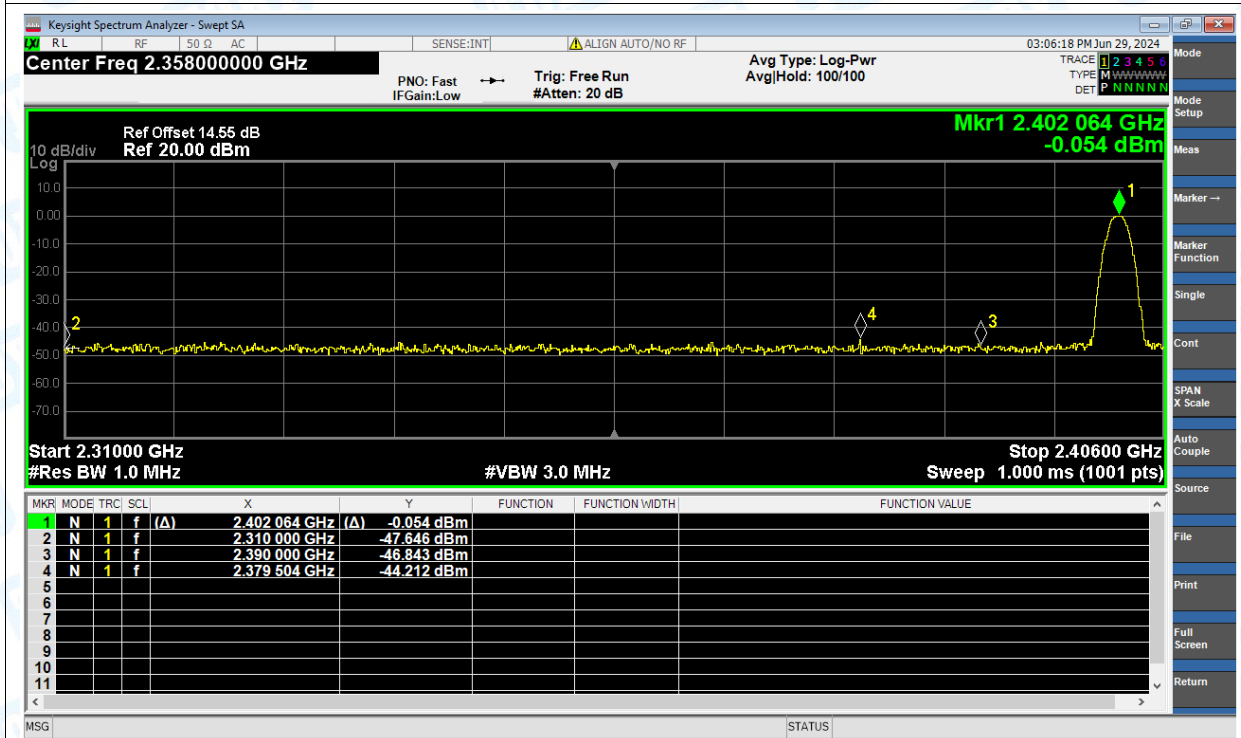 Keysight Spectrum Analyzer - Swept SA
LXI RL RF 50 Ω AC SENSE:INT ALIGN AUTO/NO RF 03:06:18 PM Jun 29, 2024
Center Freq 2.358000000 GHz
PNO: Fast
IFGain:Low
Trig: Free Run
#Atten: 20 dB
Avg Type: Log-Pwr
Avg|Hold: 100/100
TRACE 1 2 3 4 5 6
TYPE M WWWWW
DET P N N N N N
Ref Offset 14.55 dB
10 dB/div Ref 20.00 dBm
Log
Mkr1 2.402 064 GHz
-0.054 dBm
10.0
0.00
-10.0
-20.0
-30.0
-40.0
-50.0
-60.0
-70.0
1
2
4
3
Start 2.31000 GHz Stop 2.40600 GHz
#Res BW 1.0 MHz #VBW 3.0 MHz Sweep 1.000 ms (1001 pts)
MKR MODE TRC SCL X Y FUNCTION FUNCTION WIDTH FUNCTION VALUE
1 N 1 f (Δ) 2.402 064 GHz (Δ) -0.054 dBm
2 N 1 f 2.310 000 GHz -47.646 dBm
3 N 1 f 2.390 000 GHz -46.843 dBm
4 N 1 f 2.379 504 GHz -44.212 dBm
5
6
7
8
9
10
11
MSG STATUS
Mode
Mode
Setup
Meas
Marker →
Marker
Function
Single
Cont
SPAN
X Scale
Auto
Couple
Source
File
Print
Full
Screen
Return